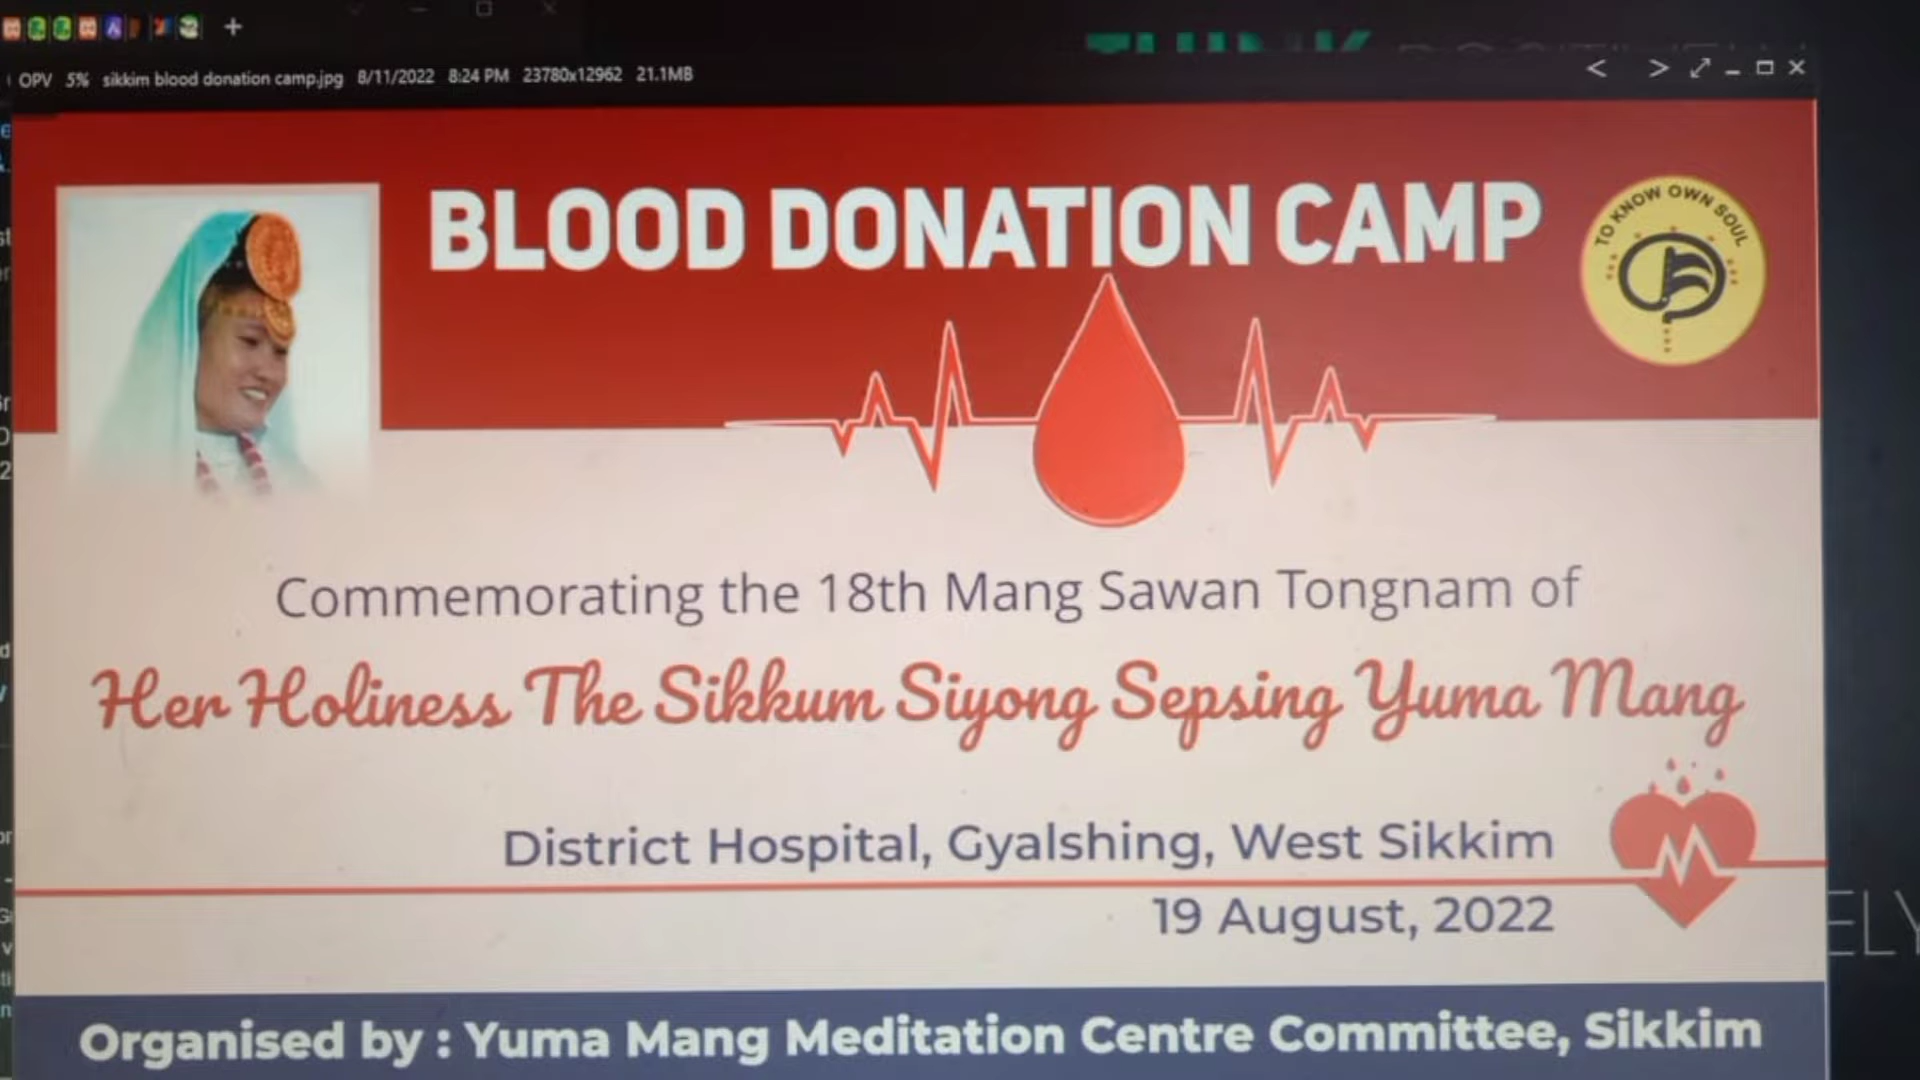 OPV 5% sikkim blood donation camp.jpg 8/11/2022 8:24 PM 23780x12962 21.1MB
BLOOD DONATION CAMP
TO KNOW OWN SOUL
Commemorating the 18th Mang Sawan Tongnam of
Her Holiness The Sikkum Siyong Sepsing Yuma Mang
District Hospital, Gyalshing, West Sikkim
19 August, 2022
ELY
Organised by : Yuma Mang Meditation Centre Committee, Sikkim